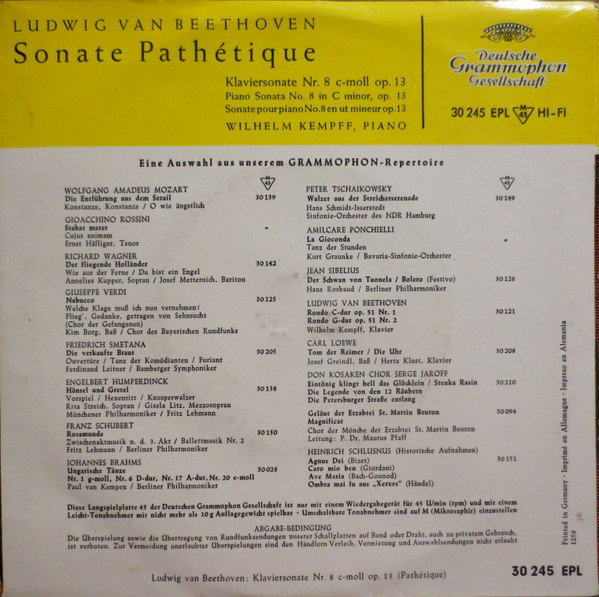 LUDWIG VAN BEETHOVEN
Sonate Pathétique
Klaviersonate Nr. 8 c-moll op. 13
Piano Sonata No. 8 in C minor, op. 13
Sonate pour piano No. 8 en ut mineur op. 13
WILHELM KEMPFF, PIANO
Deutsche
Grammophon
Gesellschaft
30 245 EPL M 45 HI-FI
Eine Auswahl aus unserem GRAMMOPHON-Repertoire
M 45
WOLFGANG AMADEUS MOZART
Die Entführung aus dem Serail 30 139
Konstanze, Konstanze / O wie ängstlich
GIOACCHINO ROSSINI
Stabat mater "
Cujus animam
Ernst Häfliger, Tenor
RICHARD WAGNER
Der fliegende Holländer 30 142
Wie aus der Ferne / Du bist ein Engel
Annelies Kupper, Sopran / Josef Metternich, Bariton
GIUSEPPE VERDI
Nabucco 30 125
Welche Klage muß ich nun vernehmen!
Flieg', Gedanke, getragen von Sehnsucht
(Chor der Gefangenen)
Kim Borg, Baß / Chor des Bayerischen Rundfunks
FRIEDRICH SMETANA
Die verkaufte Braut 30 205
Ouvertüre / Tanz der Komödianten / Furiant
Ferdinand Leitner / Bamberger Symphoniker
ENGELBERT HUMPERDINCK
Hänsel und Gretel 30 138
Vorspiel / Hexenritt / Knusperwalzer
Rita Streich, Sopran / Gisela Litz, Mezzosopran
Münchener Philharmoniker / Fritz Lehmann
FRANZ SCHUBERT
Rosamunde 30 150
Zwischenaktmusik n. d. 3. Akt / Ballettmusik Nr. 2
Fritz Lehmann / Berliner Philharmoniker
JOHANNES BRAHMS
Ungarische Tänze 30 028
Nr. 1 g-moll, Nr. 6 D-dur, Nr. 17 A-dur, Nr. 20 e-moll
Paul van Kempen / Berliner Philharmoniker
M 45
PETER TSCHAIKOWSKY
Walzer aus der Streicherserenade 30 149
Hans Schmidt-Isserstedt
Sinfonie-Orchester des NDR Hamburg
AMILCARE PONCHIELLI
La Gioconda "
Tanz der Stunden
Kurt Graunke / Bavaria-Sinfonie-Orchester
JEAN SIBELIUS
Der Schwan von Tuonela / Bolero (Festivo) 30 126
Hans Rosbaud / Berliner Philharmoniker
LUDWIG VAN BEETHOVEN
Rondo C-dur op. 51 Nr. 1 30 121
Rondo G-dur op. 51 Nr. 2
Wilhelm Kempff, Klavier
CARL LOEWE
Tom der Reimer / Die Uhr 30 208
Josef Greindl, Baß / Herta Klust, Klavier
DON KOSAKEN CHOR SERGE JAROFF
Eintönig klingt hell das Glöcklein / Stenka Rasin 30 210
Die Legende von den 12 Räubern
Die Petersburger Straße entlang
Geläut der Erzabtei St. Martin Beuron 30 094
Magnificat
Chor der Mönche der Erzabtei St. Martin Beuron
Leitung: P. Dr. Maurus Pfaff
HEINRICH SCHLUSNUS (Historische Aufnahmen)
Agnus Dei (Bizet) 30 151
Caro mio ben (Giordani)
Ave Maria (Bach-Gounod)
Ombra mai fu aus „Xerxes" (Händel)
Diese Langspielplatte 45 der Deutschen Grammophon Gesellschaft ist nur mit einem Wiedergabegerät für 45 U/min (rpm) und mit einem
Leicht-Tonabnehmer mit nicht mehr als 10 g Auflagegewicht spielbar · Umschaltbare Tonabnehmer sind auf M (Mikrosaphir) einzustellen
ABGABE-BEDINGUNG
Die Überspielung sowie die Übertragung von Rundfunksendungen unserer Schallplatten auf Band oder Draht, auch zu privatem Gebrauch,
ist verboten. Zur Vermeidung unerlaubter Überspielungen sind den Händlern Verleih, Vermietung und Auswahlsendungen nicht erlaubt
Printed in Germany · Imprimé en Allemagne · Impreso en Alemania
1256
Ludwig van Beethoven: Klaviersonate Nr. 8 c-moll op. 13 (Pathétique)
30 245 EPL